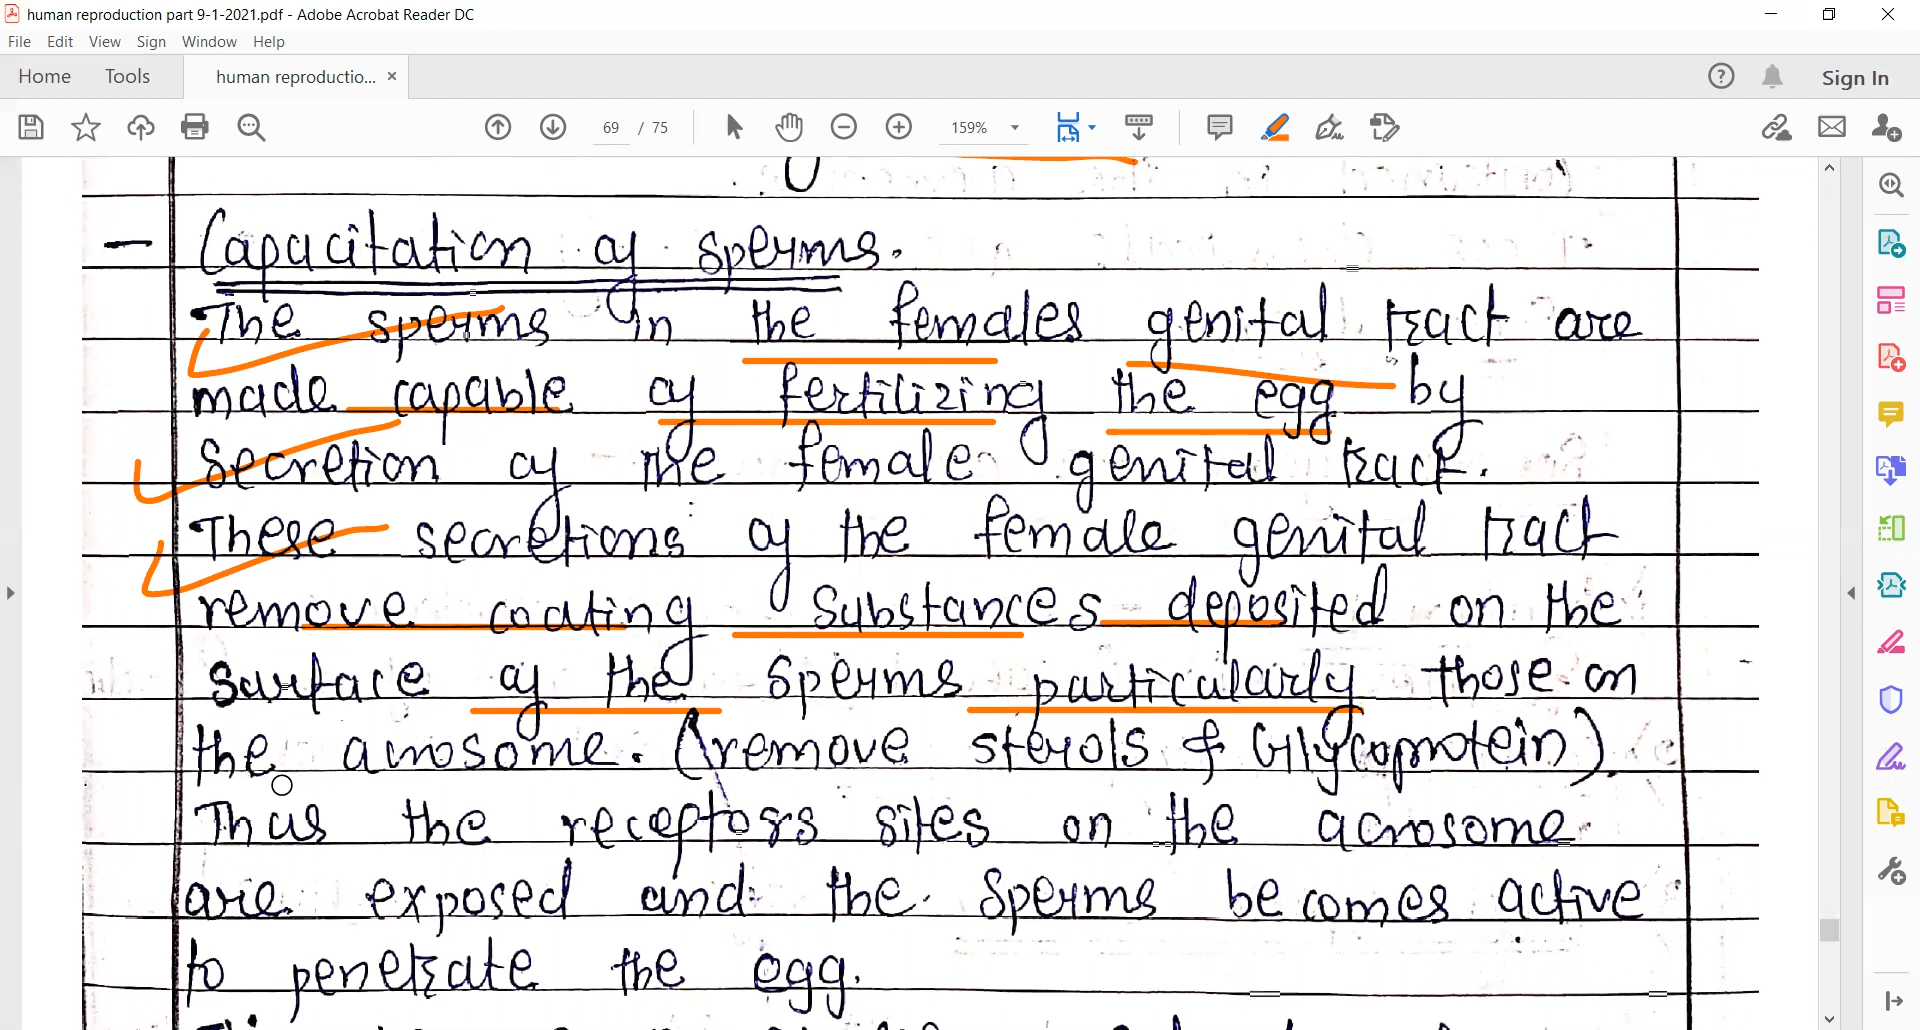 human reproduction part 9-1-2021.pdf - Adobe Acrobat Reader DC
File Edit View Sign Window Help
Home Tools human reproductio... × Sign In
69 / 75 159%
Capacitation of sperms.
The sperms in the females genital tract are
made capable of fertilizing the egg by
secretion of the female genital tract.
These secretions of the female genital tract
remove coating substances deposited on the
surface of the sperms particularly those on
the acrosome. (remove sterols & Glycoprotein)
Thus the receptors sites on the acrosome
are exposed and the sperms becomes active
to penetrate the egg.